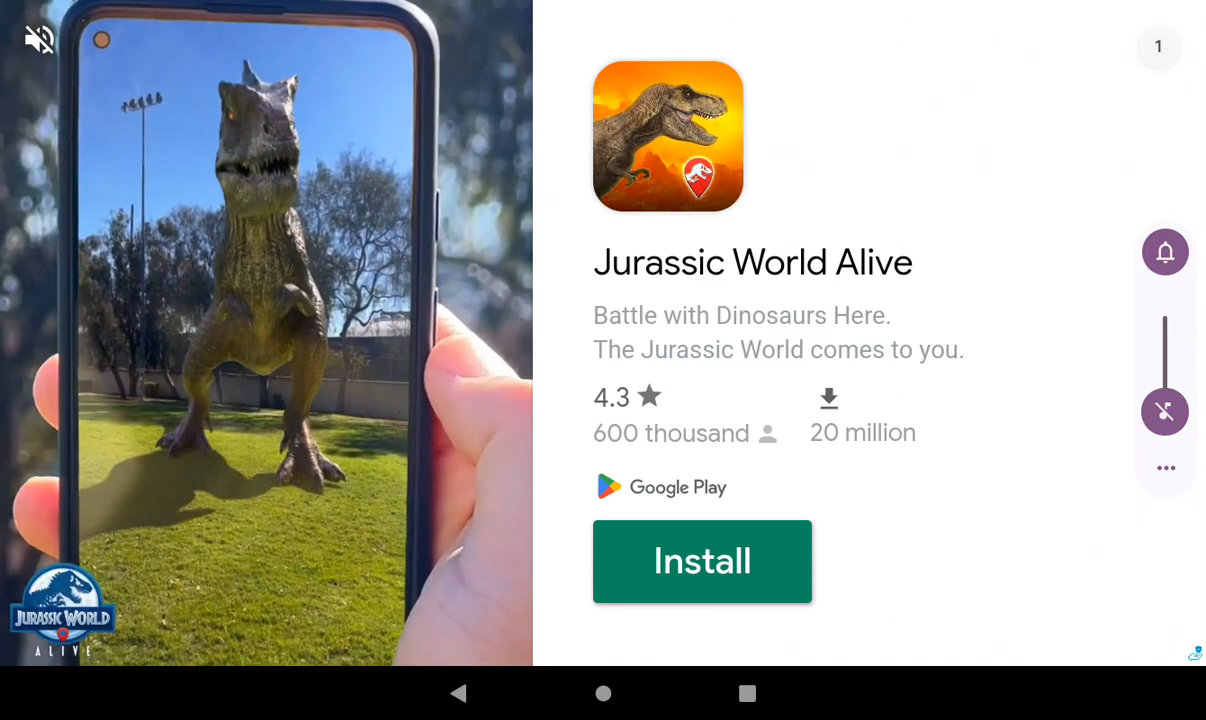 JURASSIC WORLD
ALIVE
1
Jurassic World Alive
Battle with Dinosaurs Here.
The Jurassic World comes to you.
4.3
600 thousand
20 million
Google Play
Install